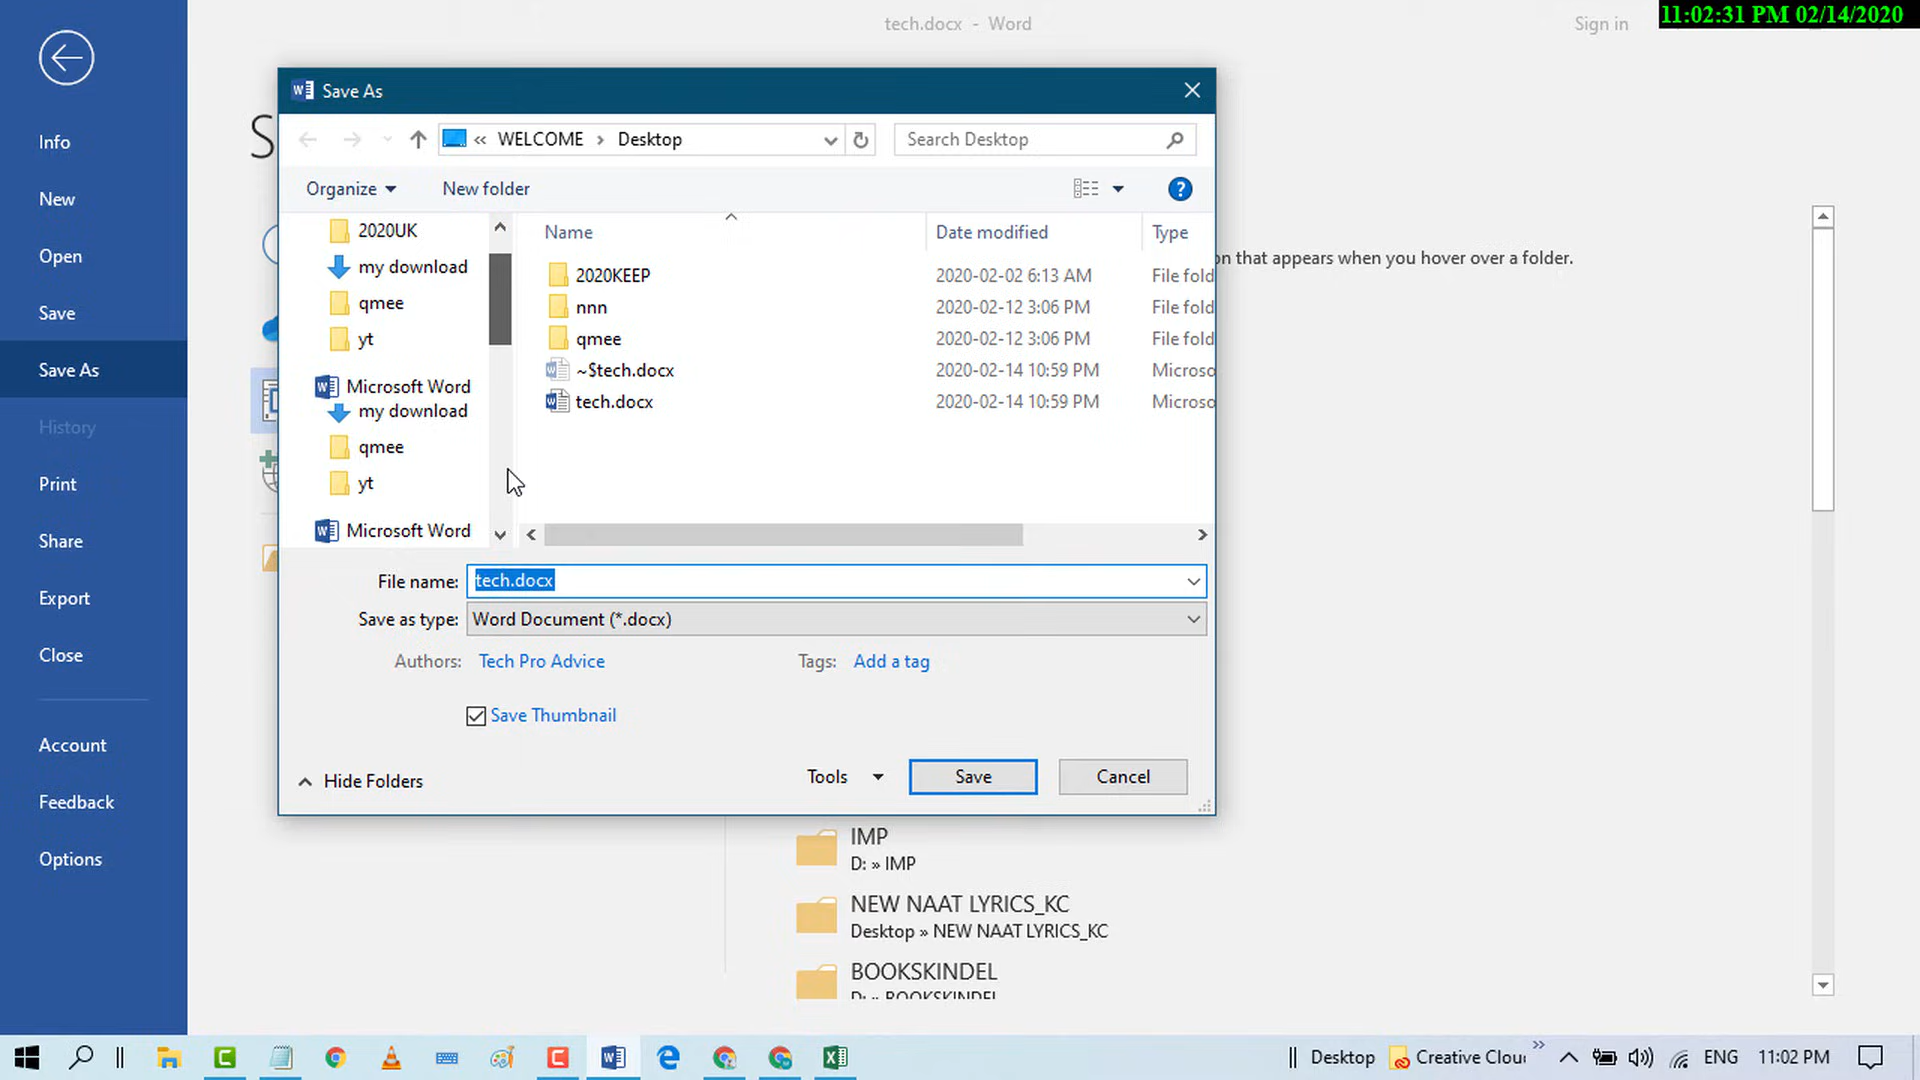 tech.docx - Word
Sign in
11:02:31 PM 02/14/2020
Info
New
Open
Save
Save As
History
Print
Share
Export
Close
Account
Feedback
Options
S
on that appears when you hover over a folder.
Save As
« WELCOME > Desktop
Search Desktop
Organize
New folder
2020UK
my download
qmee
yt
Microsoft Word
my download
qmee
yt
Microsoft Word
Name Date modified Type
2020KEEP 2020-02-02 6:13 AM File fold
nnn 2020-02-12 3:06 PM File fold
qmee 2020-02-12 3:06 PM File fold
~$tech.docx 2020-02-14 10:59 PM Microso
tech.docx 2020-02-14 10:59 PM Microso
File name: tech.docx
Save as type: Word Document (*.docx)
Authors: Tech Pro Advice
Tags: Add a tag
Save Thumbnail
Hide Folders
Tools
Save
Cancel
IMP
D: » IMP
NEW NAAT LYRICS_KC
Desktop » NEW NAAT LYRICS_KC
BOOKSKINDEL
D: » BOOKSKINDEL
Desktop
Creative Clou
ENG
11:02 PM